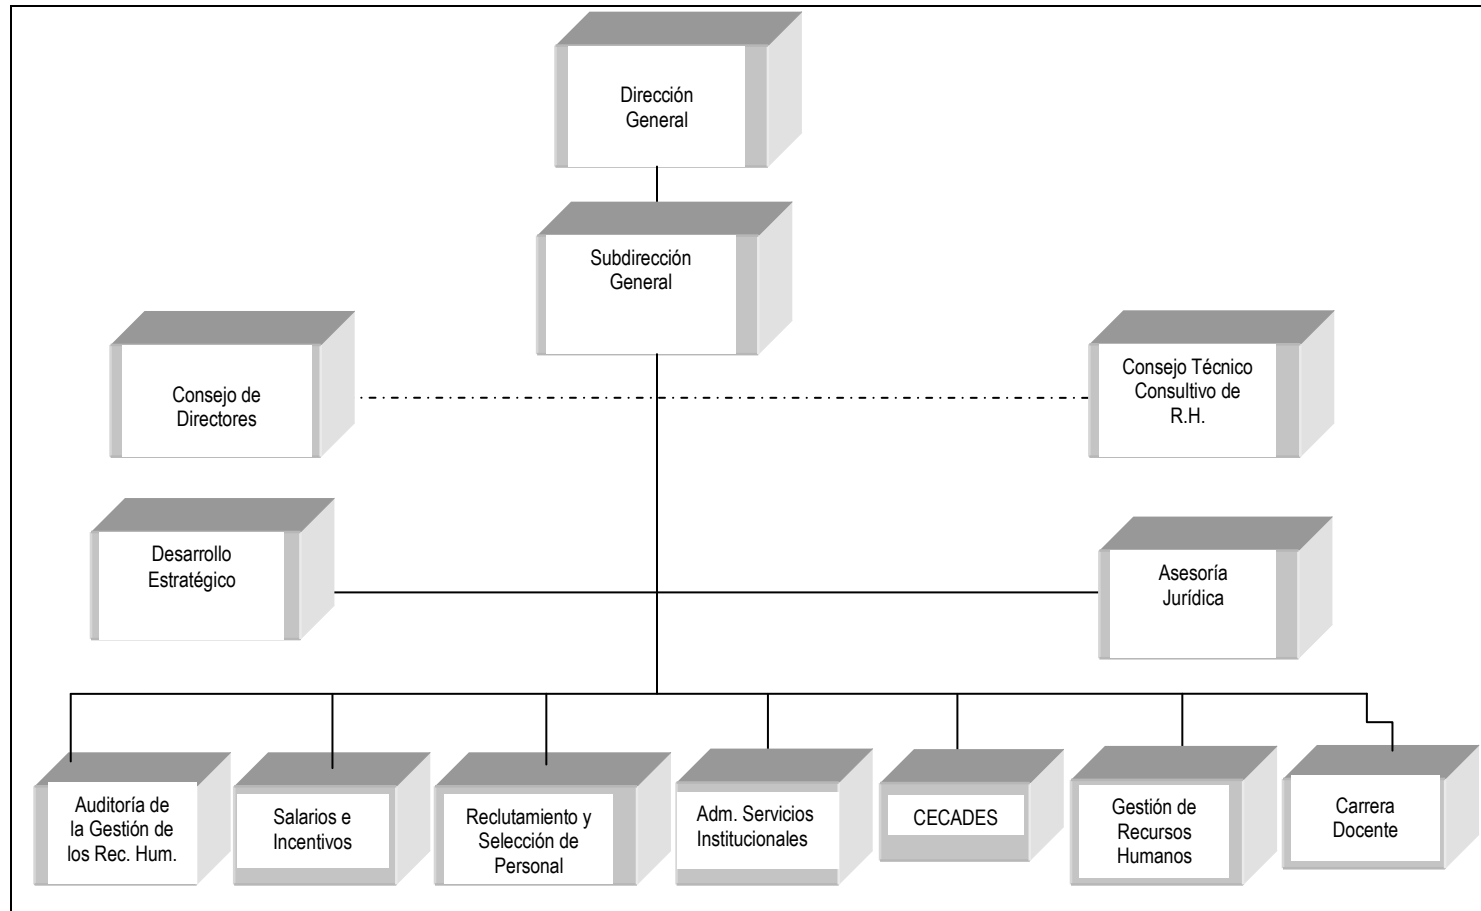 Dirección
General
Subdirección
General
Consejo de
Directores
Consejo Técnico
Consultivo de
R.H.
Desarrollo
Estratégico
Asesoría
Jurídica
Auditoría de
la Gestión de
los Rec. Hum.
Salarios e
Incentivos
Reclutamiento y
Selección de
Personal
Adm. Servicios
Institucionales
CECADES
Gestión de
Recursos
Humanos
Carrera
Docente